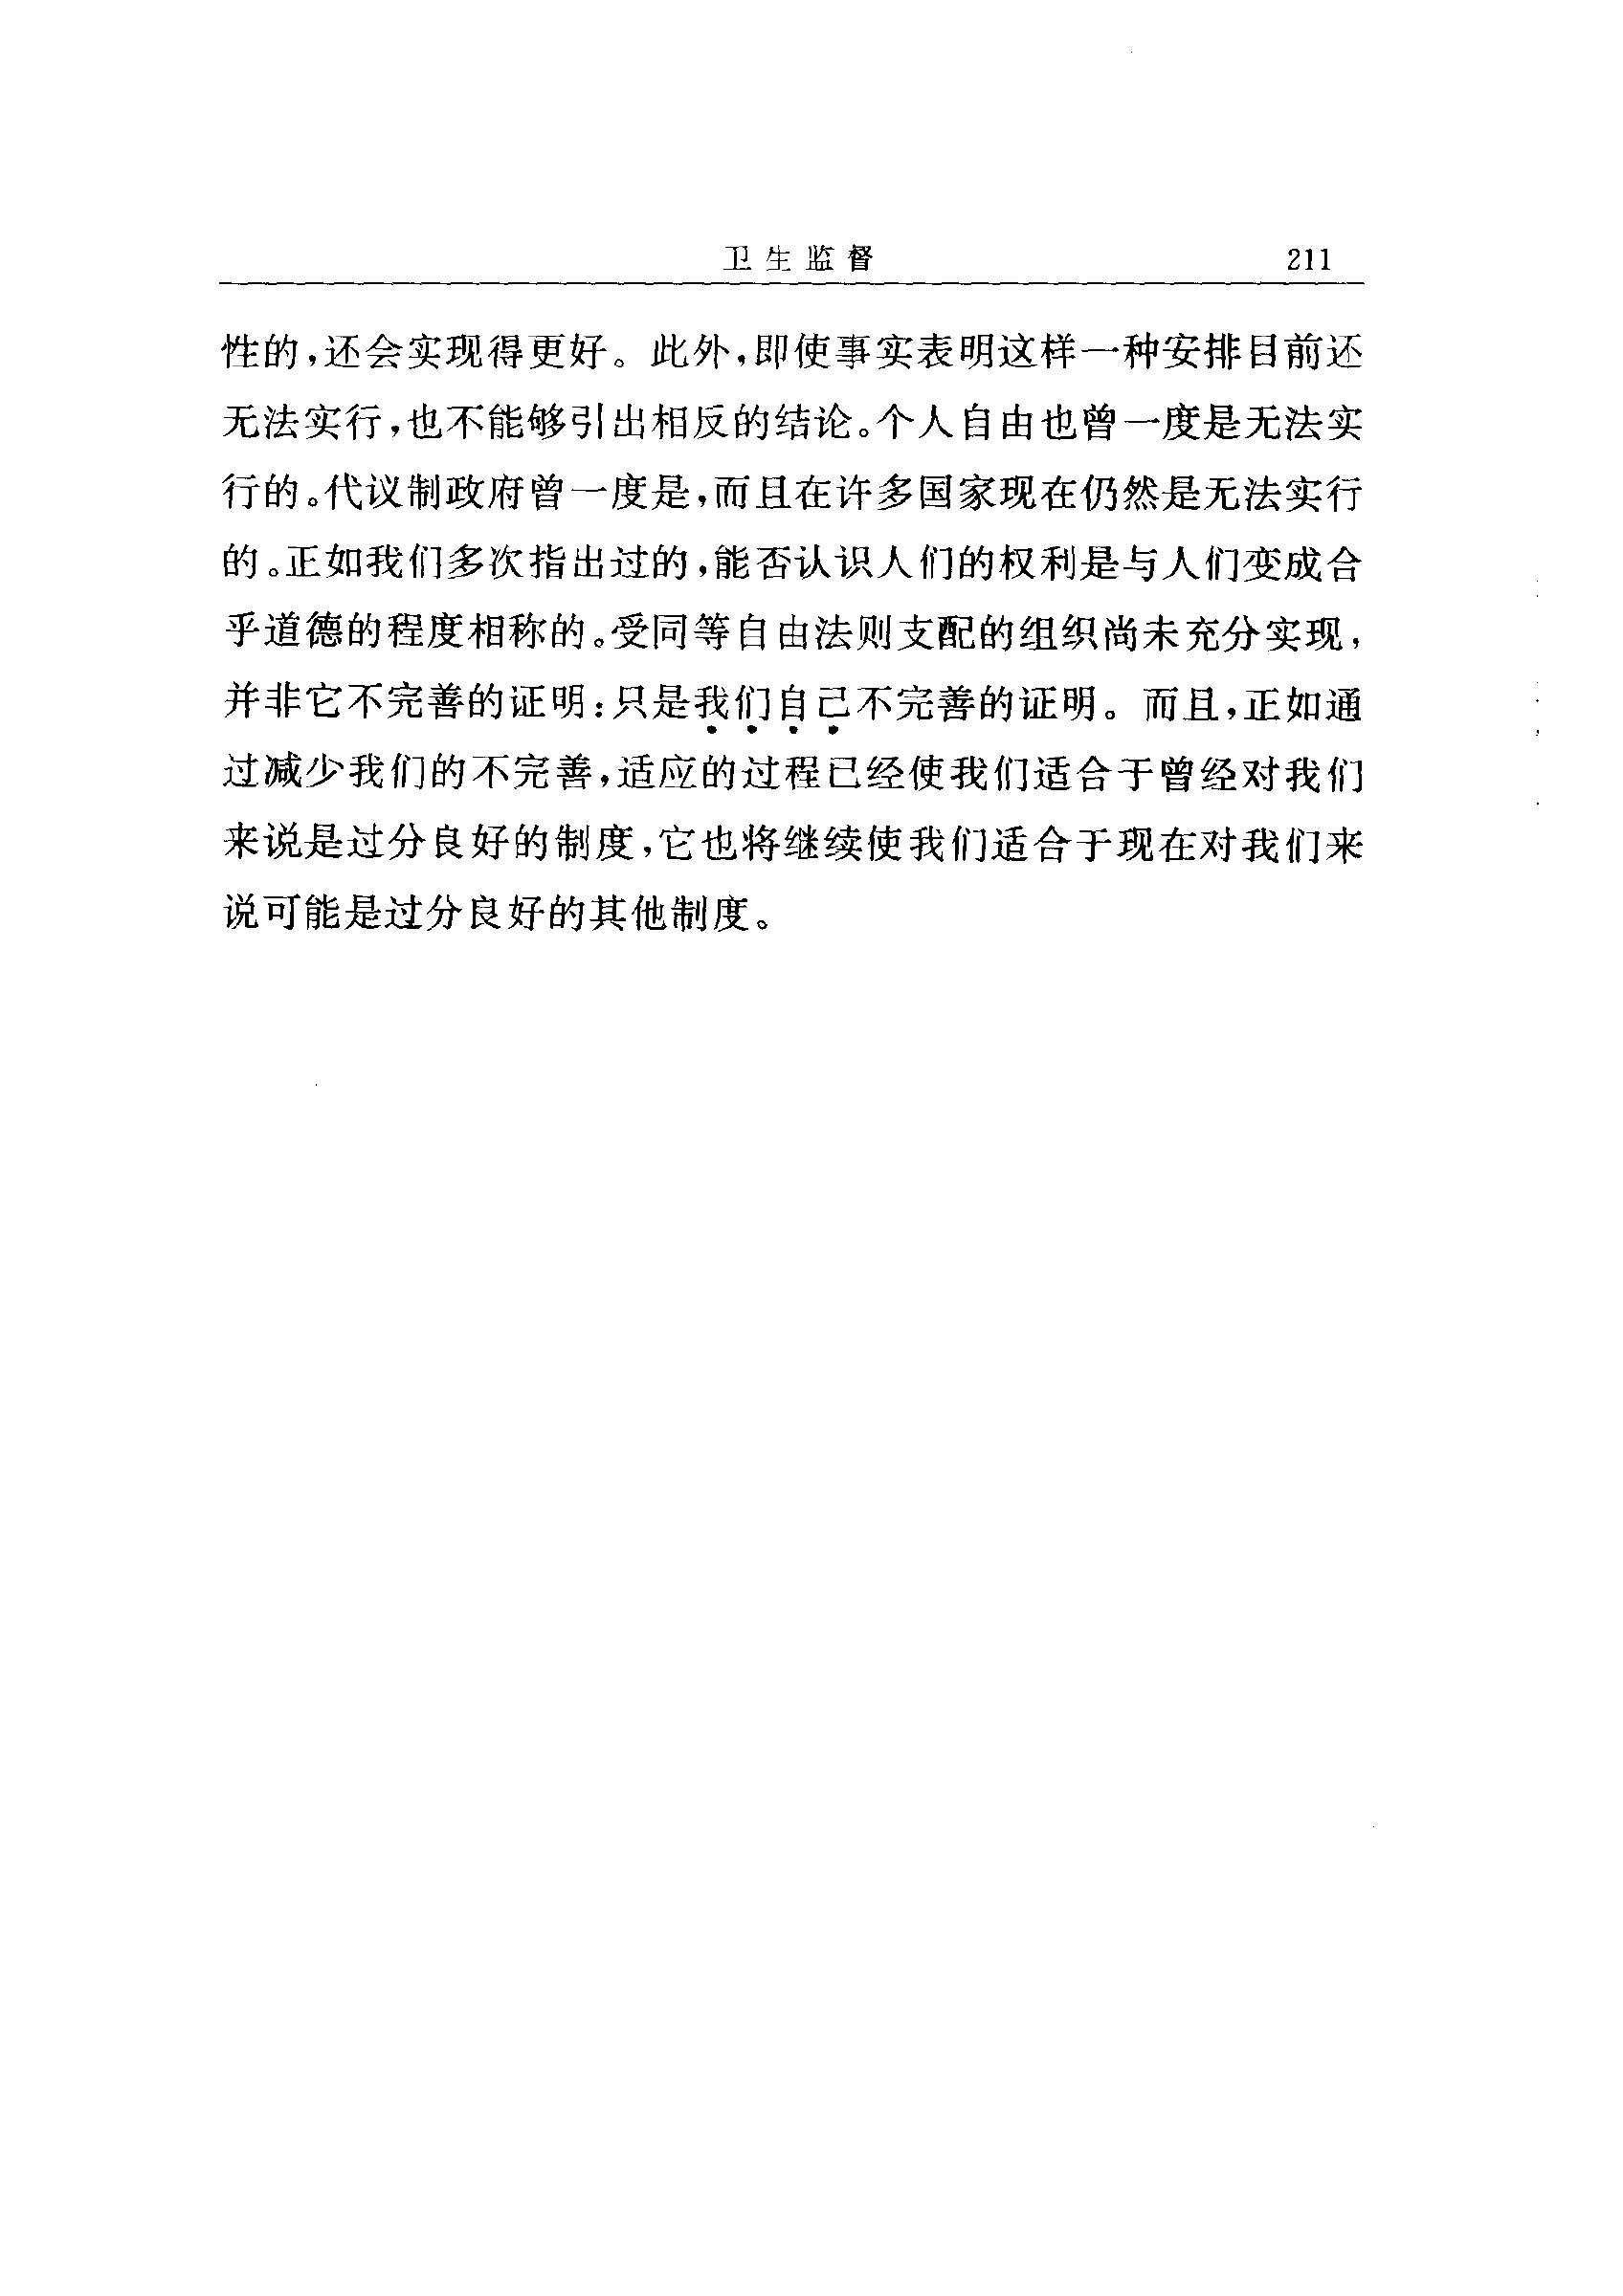 卫生监督 211
性的,还会实现得更好。此外,即使事实表明这样一种安排目前还
无法实行,也不能够引出相反的结论。个人自由也曾一度是无法实
行的。代议制政府曾一度是,而且在许多国家现在仍然是无法实行
的。正如我们多次指出过的,能否认识人们的权利是与人们变成合
乎道德的程度相称的。受同等自由法则支配的组织尚未充分实现,
并非它不完善的证明:只是我们自己不完善的证明。而且,正如通
过减少我们的不完善,适应的过程已经使我们适合于曾经对我们
来说是过分良好的制度,它也将继续使我们适合于现在对我们来
说可能是过分良好的其他制度。